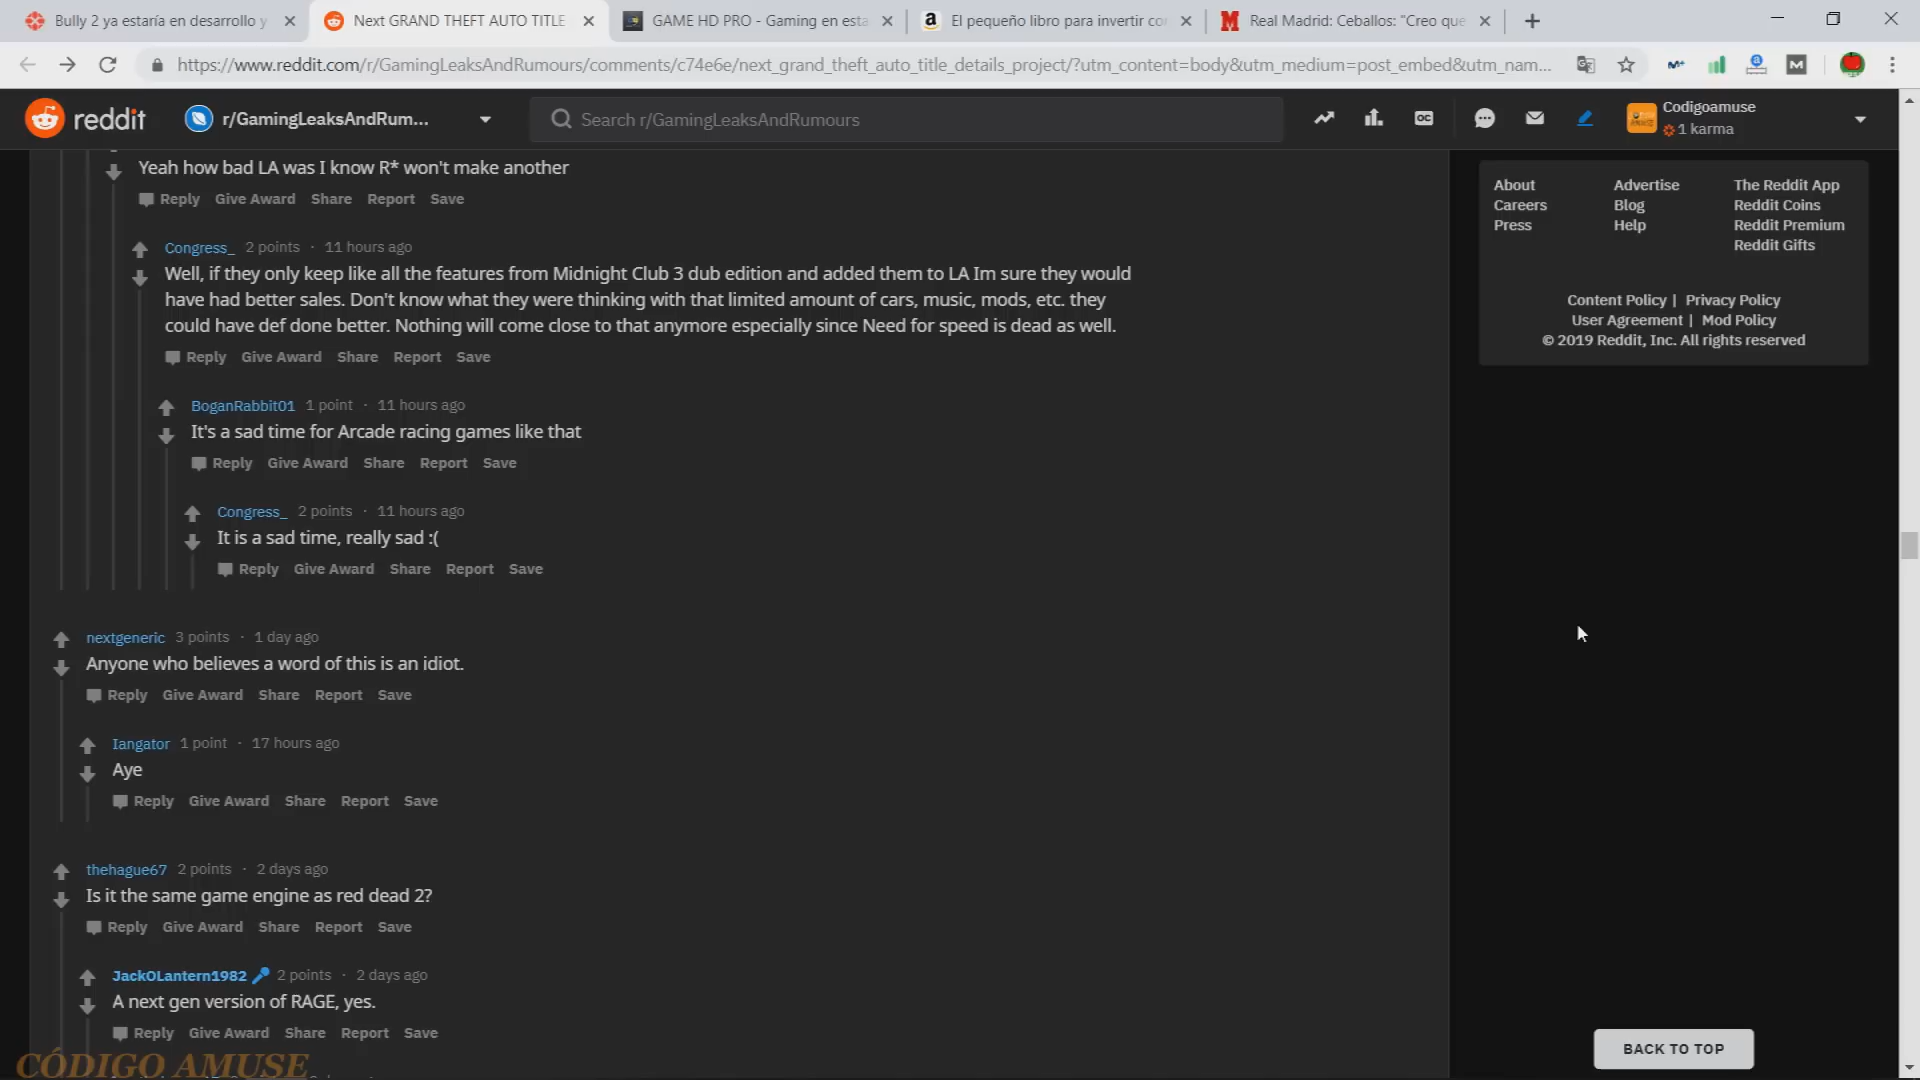 Bully 2 ya estaría en desarrollo y
Next GRAND THEFT AUTO TITLE
GAME HD PRO - Gaming en esta
El pequeño libro para invertir co
Real Madrid: Ceballos: "Creo que
https://www.reddit.com/r/GamingLeaksAndRumours/comments/c74e6e/next_grand_theft_auto_title_details_project/?utm_content=body&utm_medium=post_embed&utm_nam...
reddit
r/GamingLeaksAndRum...
Search r/GamingLeaksAndRumours
Codigoamuse
1 karma
Yeah how bad LA was I know R* won't make another
Reply Give Award Share Report Save
Congress_ 2 points · 11 hours ago
Well, if they only keep like all the features from Midnight Club 3 dub edition and added them to LA Im sure they would
have had better sales. Don't know what they were thinking with that limited amount of cars, music, mods, etc. they
could have def done better. Nothing will come close to that anymore especially since Need for speed is dead as well.
Reply Give Award Share Report Save
BoganRabbit01 1 point · 11 hours ago
It's a sad time for Arcade racing games like that
Reply Give Award Share Report Save
Congress_ 2 points · 11 hours ago
It is a sad time, really sad :(
Reply Give Award Share Report Save
nextgeneric 3 points · 1 day ago
Anyone who believes a word of this is an idiot.
Reply Give Award Share Report Save
Iangator 1 point · 17 hours ago
Aye
Reply Give Award Share Report Save
thehague67 2 points · 2 days ago
Is it the same game engine as red dead 2?
Reply Give Award Share Report Save
JackOLantern1982 2 points · 2 days ago
A next gen version of RAGE, yes.
Reply Give Award Share Report Save
CÓDIGO AMUSE
About Advertise The Reddit App
Careers Blog Reddit Coins
Press Help Reddit Premium
Reddit Gifts
Content Policy | Privacy Policy
User Agreement | Mod Policy
© 2019 Reddit, Inc. All rights reserved
BACK TO TOP